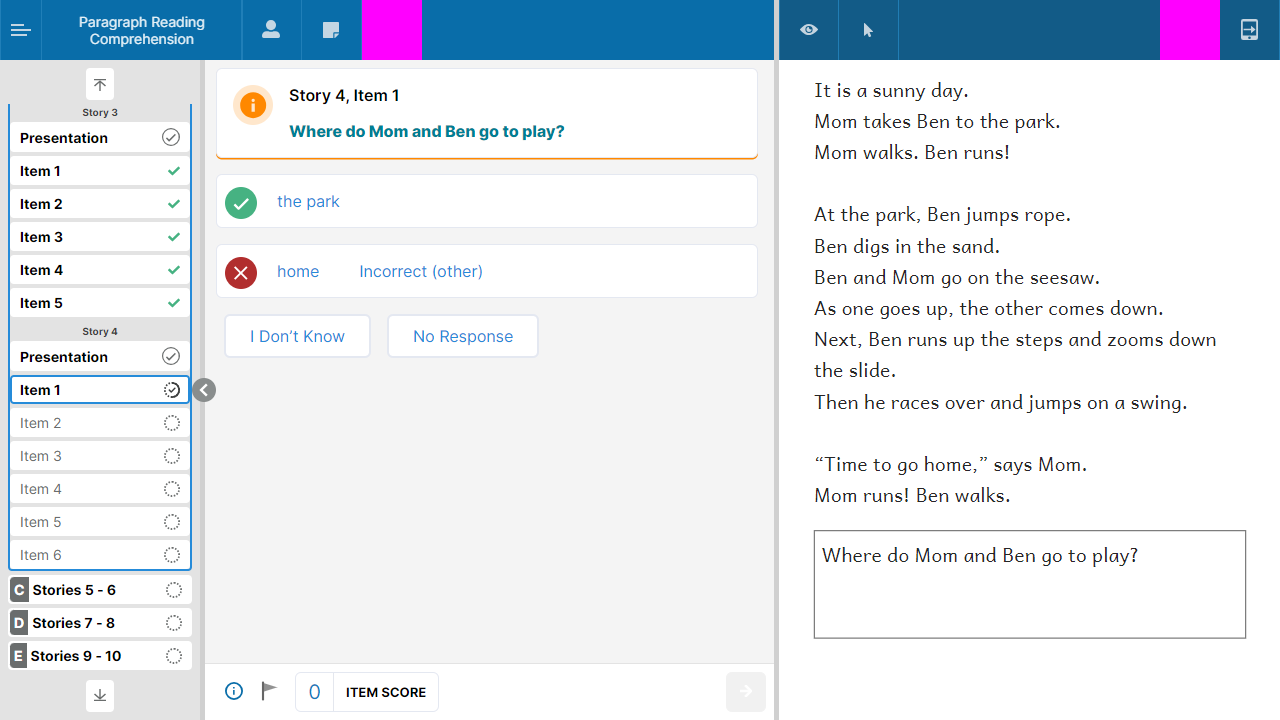 Paragraph Reading
Comprehension
Story 3
Presentation
Item 1
Item 2
Item 3
Item 4
Item 5
Story 4
Presentation
Item 1
Item 2
Item 3
Item 4
Item 5
Item 6
C Stories 5 - 6
D Stories 7 - 8
E Stories 9 - 10
Story 4, Item 1
Where do Mom and Ben go to play?
the park
home Incorrect (other)
I Don’t Know No Response
0 ITEM SCORE
It is a sunny day.
Mom takes Ben to the park.
Mom walks. Ben runs!
At the park, Ben jumps rope.
Ben digs in the sand.
Ben and Mom go on the seesaw.
As one goes up, the other comes down.
Next, Ben runs up the steps and zooms down
the slide.
Then he races over and jumps on a swing.
“Time to go home,” says Mom.
Mom runs! Ben walks.
Where do Mom and Ben go to play?